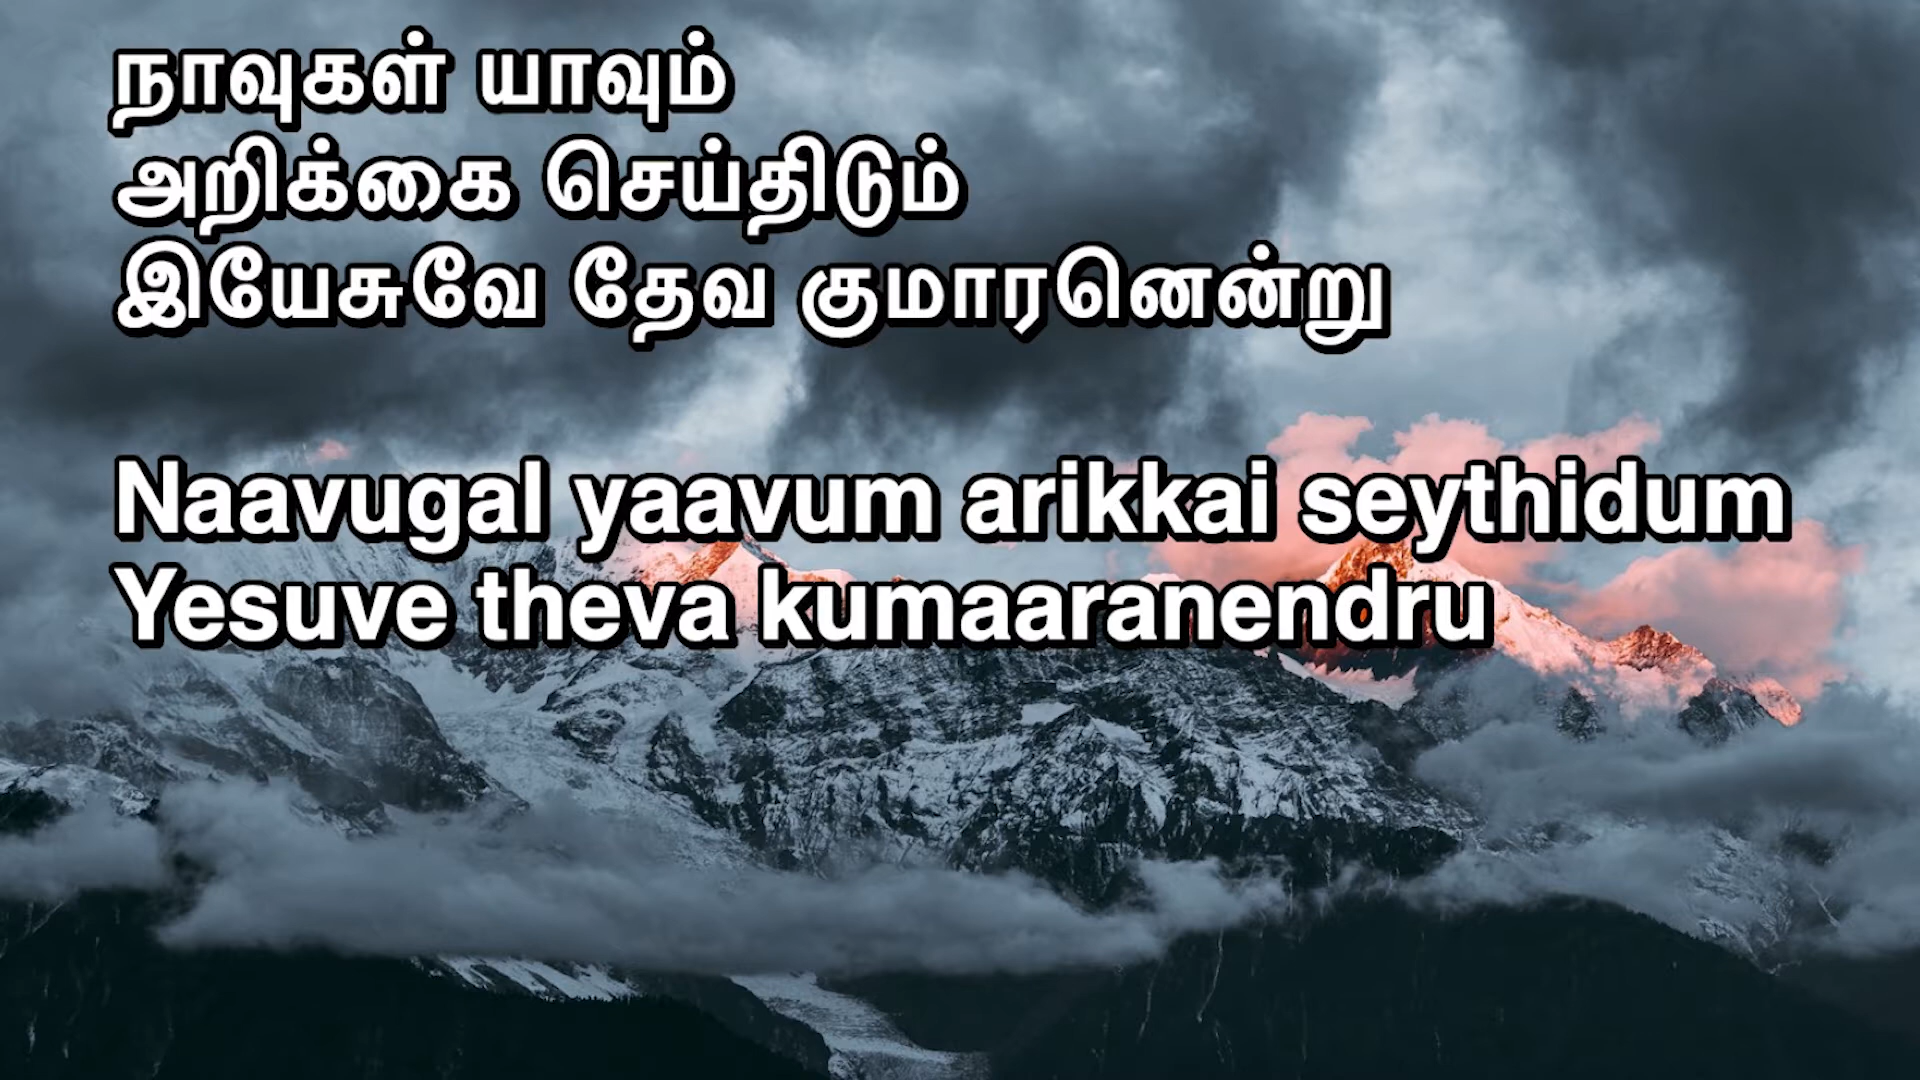 நாவுகள் யாவும்
அறிக்கை செய்திடும்
இயேசுவே தேவ குமாரனென்று
Naavugal yaavum arikkai seythidum
Yesuve theva kumaaranendru